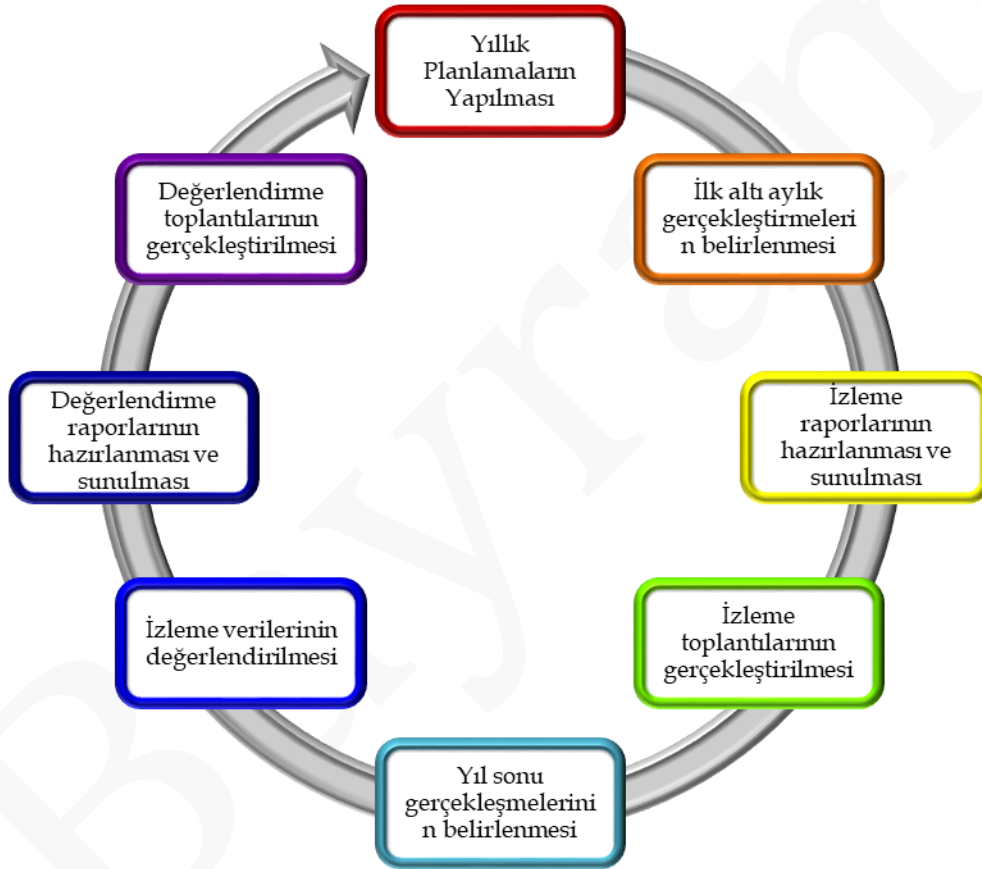 Yıllık
Planlamaların
Yapılması
İlk altı aylık
gerçekleştirmeleri
n belirlenmesi
İzleme
raporlarının
hazırlanması ve
sunulması
İzleme
toplantılarının
gerçekleştirilmesi
Yıl sonu
gerçekleşmelerini
n belirlenmesi
İzleme verilerinin
değerlendirilmesi
Değerlendirme
raporlarının
hazırlanması ve
sunulması
Değerlendirme
toplantılarının
gerçekleştirilmesi
Bayran